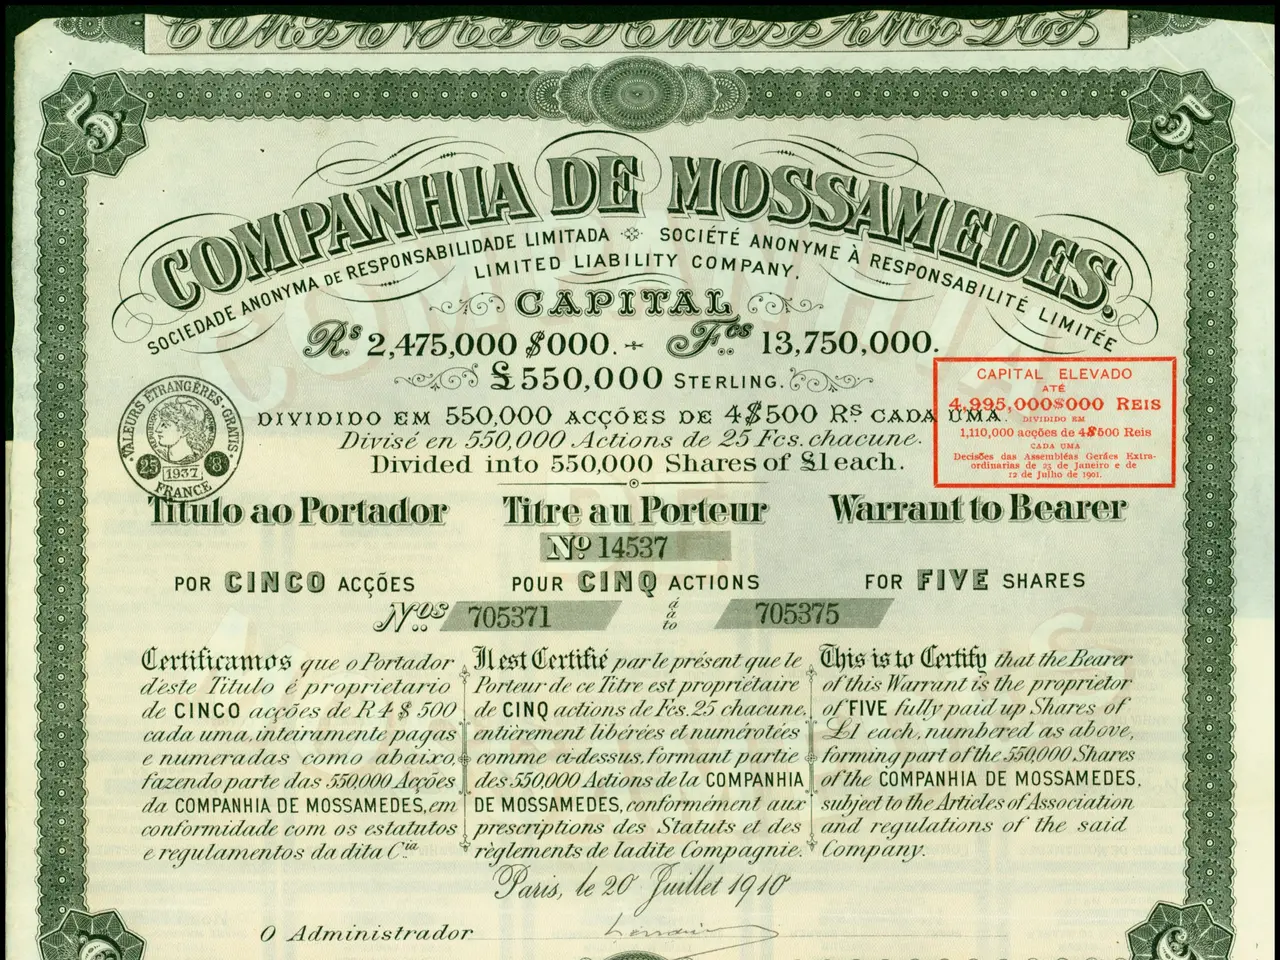 COMPANHIA DE MOSSAMEDES
5 5
COMPANHIA DE MOSSAMEDES.
SOCIEDADE ANONYMA DE RESPONSABILIDADE LIMITADA SOCIÉTÉ ANONYME À RESPONSABILITÉ LIMITÉE
LIMITED LIABILITY COMPANY.
CAPITAL
Rs. 2,475,000 $000. - Fcs. 13,750,000.
£550,000 STERLING.
CAPITAL ELEVADO
ATÉ
4,995,000$000 REIS
DIVIDIDO EM
1,110,000 acções de 4$500 Reis
CADA UMA
Decisões das Assembléas Geráes Extra-
ordinarias de 23 de Janeiro e de
12 de Julho de 1901.
VALEURS ÉTRANGÈRES · GRATIS
25 1937 8
FRANCE
DIVIDIDO EM 550,000 ACÇÕES DE 4$500 Rs CADA UMA.
Divisé en 550,000 Actions de 25 Fcs. chacune.
Divided into 550,000 Shares of £1 each.
Titulo ao Portador Titre au Porteur Warrant to Bearer
Nº 14537
POR CINCO ACÇÕES POUR CINQ ACTIONS FOR FIVE SHARES
Nos. 705371 á à to 705375
Certificamos que o Portador
d'este Titulo é proprietario
de CINCO acções de R 4$500
cada uma, inteiramente pagas
e numeradas como abaixo,
fazendo parte das 550,000 Acções
da COMPANHIA DE MOSSAMEDES, em
conformidade com os estatutos
e regulamentos da dita Cia
Il est Certifié par le présent que le
Porteur de ce Titre est propriétaire
de CINQ actions de Fcs. 25 chacune,
entièrement libérées et numérotées
comme ci-dessus, formant partie
des 550,000 Actions de la COMPANHIA
DE MOSSAMEDES, conformément aux
prescriptions des Statuts et des
règlements de ladite Compagnie.
This is to Certify that the Bearer
of this Warrant is the proprietor
of FIVE fully paid up Shares of
£1 each, numbered as above,
forming part of the 550,000 Shares
of the COMPANHIA DE MOSSAMEDES,
subject to the Articles of Association
and regulations of the said
Company.
Paris, le 20 Juillet 1910
O Administrador